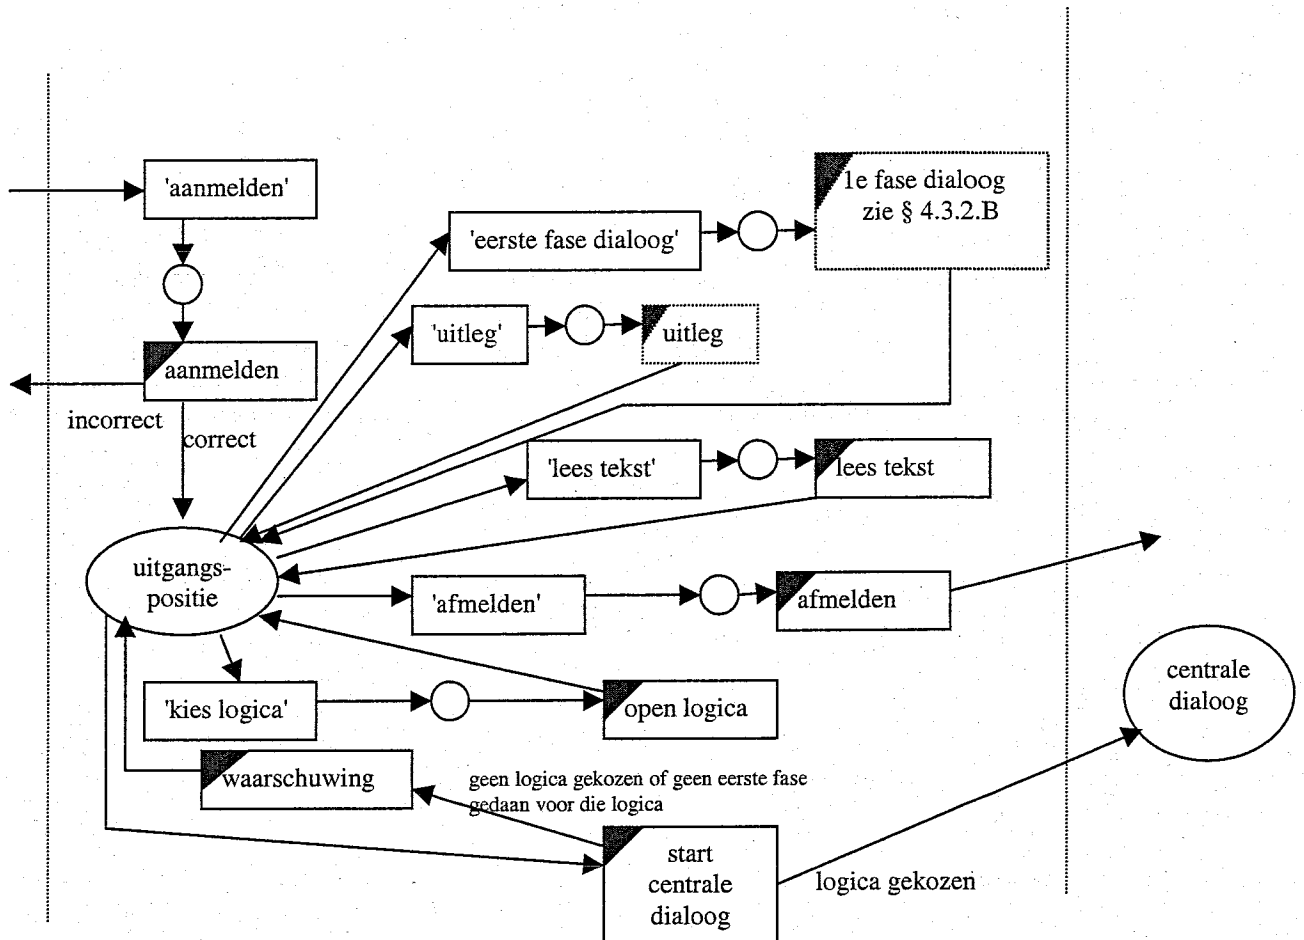 'aanmelden'
1e fase dialoog
zie § 4.3.2.B
'eerste fase dialoog'
'uitleg'
uitleg
aanmelden
incorrect
correct
'lees tekst'
lees tekst
uitgangs-
positie
'afmelden'
afmelden
centrale
dialoog
'kies logica'
open logica
waarschuwing
geen logica gekozen of geen eerste fase
gedaan voor die logica
start
centrale
dialoog
logica gekozen